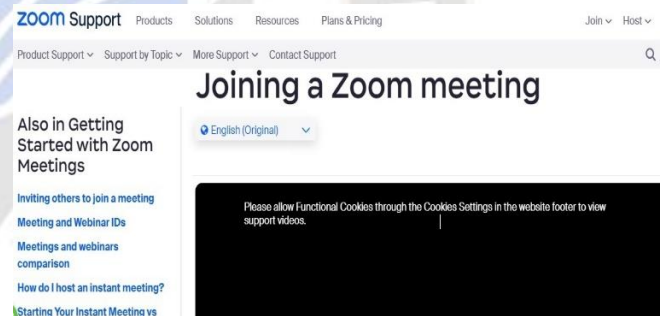 zoom Support Products Solutions Resources Plans & Pricing Join Host
Product Support Support by Topic More Support Contact Support
Joining a Zoom meeting
English (Original)
Also in Getting
Started with Zoom
Meetings
Inviting others to join a meeting
Meeting and Webinar IDs
Meetings and webinars
comparison
How do I host an instant meeting?
Starting Your Instant Meeting vs
Please allow Functional Cookies through the Cookies Settings in the website footer to view
support videos.